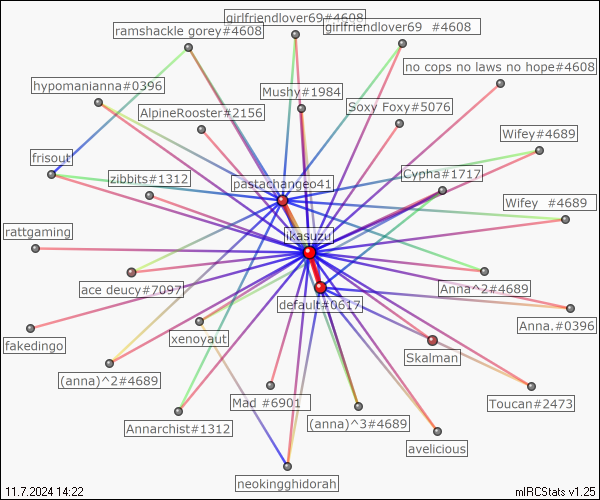 girlfriendlover69#4608
girlfriendlover69 #4608
ramshackle gorey#4608
no cops no laws no hope#4608
hypomanianna#0396
Mushy#1984
AlpineRooster#2156
Soxy Foxy#5076
Wifey#4689
frisout
zibbits#1312
pastachangeo41
Cypha#1717
Wifey #4689
rattgaming
ikasuzu
ace deucy#7097
Anna^2#4689
default#0617
Anna.#0396
fakedingo
xenoyaut
Skalman
(anna)^2#4689
Mad #6901
Toucan#2473
Annarchist#1312
(anna)^3#4689
avelicious
neokingghidorah
11.7.2024 14:22
mIRCStats v1.25